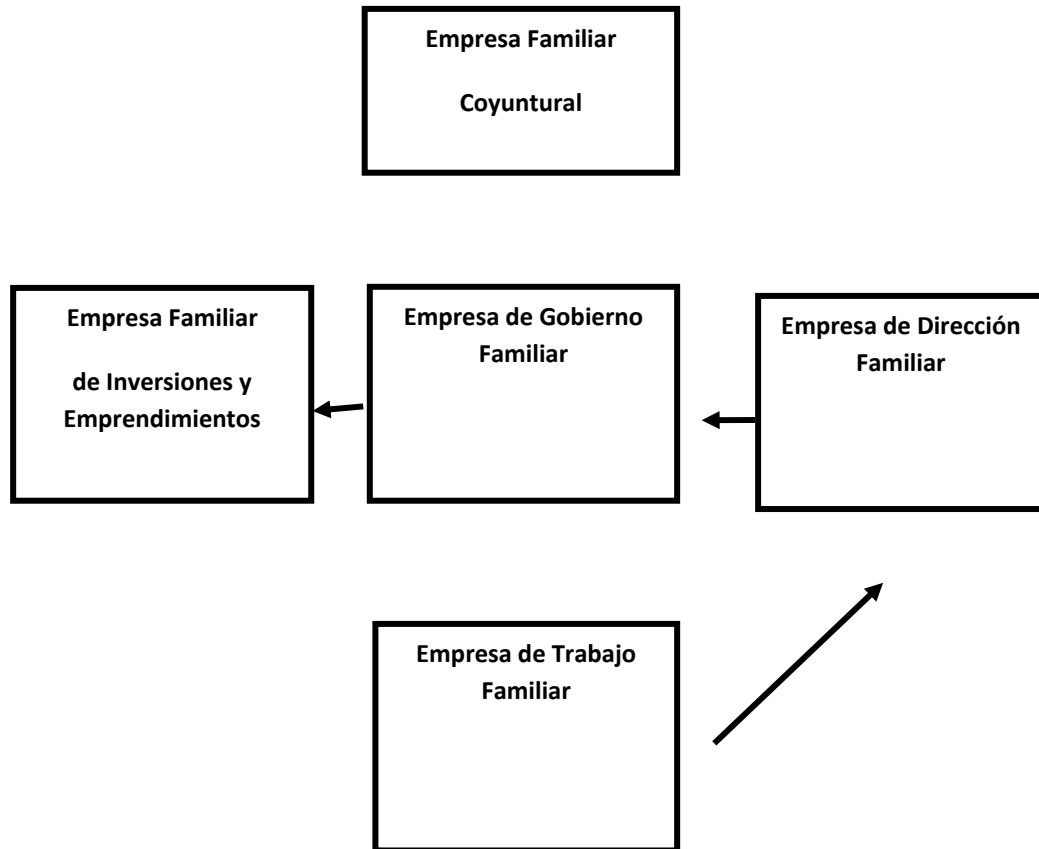 Empresa Familiar
Coyuntural
Empresa Familiar
de Inversiones y
Emprendimientos
Empresa de Gobierno
Familiar
Empresa de Dirección
Familiar
Empresa de Trabajo
Familiar